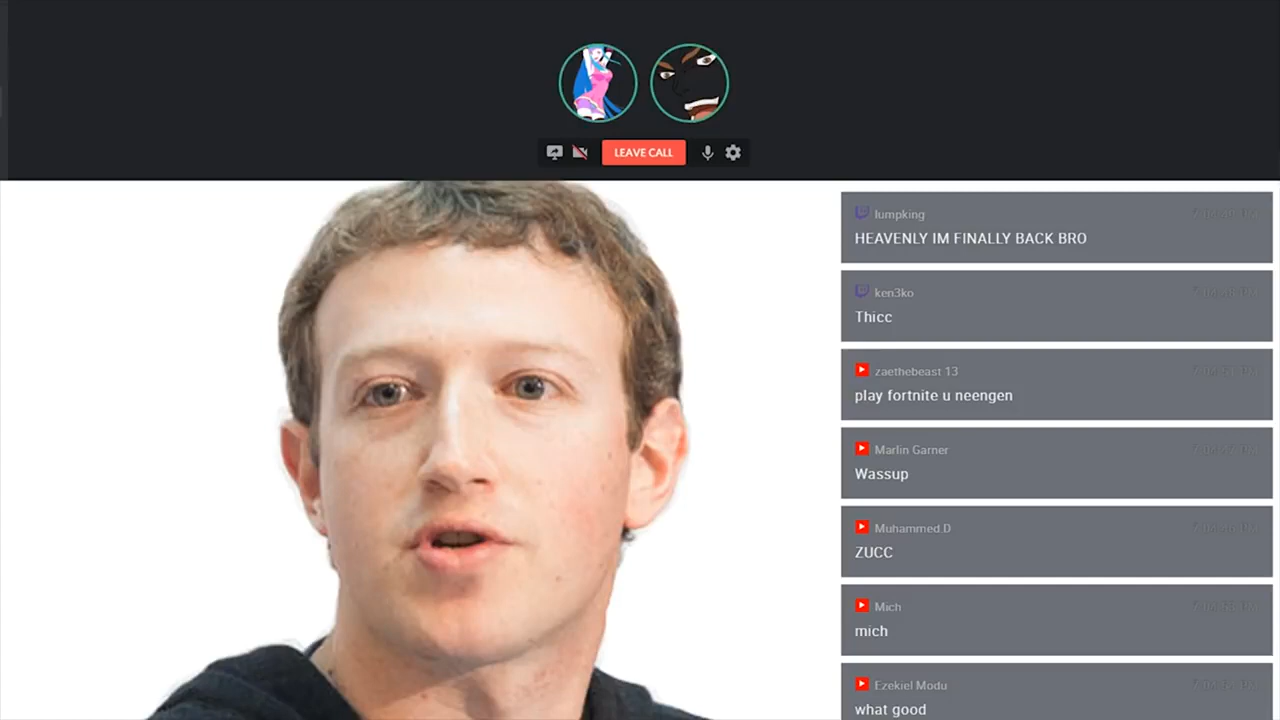 LEAVE CALL
lumpking
HEAVENLY IM FINALLY BACK BRO
ken3ko
Thicc
zaethebeast 13
play fortnite u neengen
Marlin Garner
Wassup
Muhammed.D
ZUCC
Mich
mich
Ezekiel Modu
what good